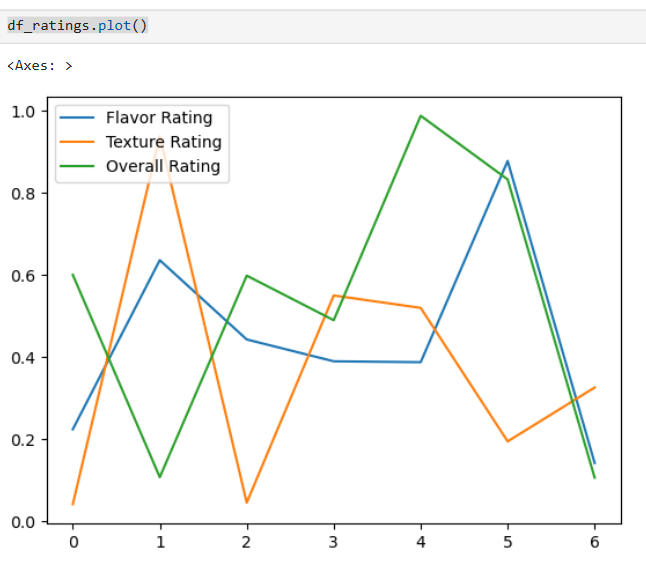 df_ratings.plot()
<Axes: >
Flavor Rating
Texture Rating
Overall Rating
1.0
0.8
0.6
0.4
0.2
0.0
0 1 2 3 4 5 6